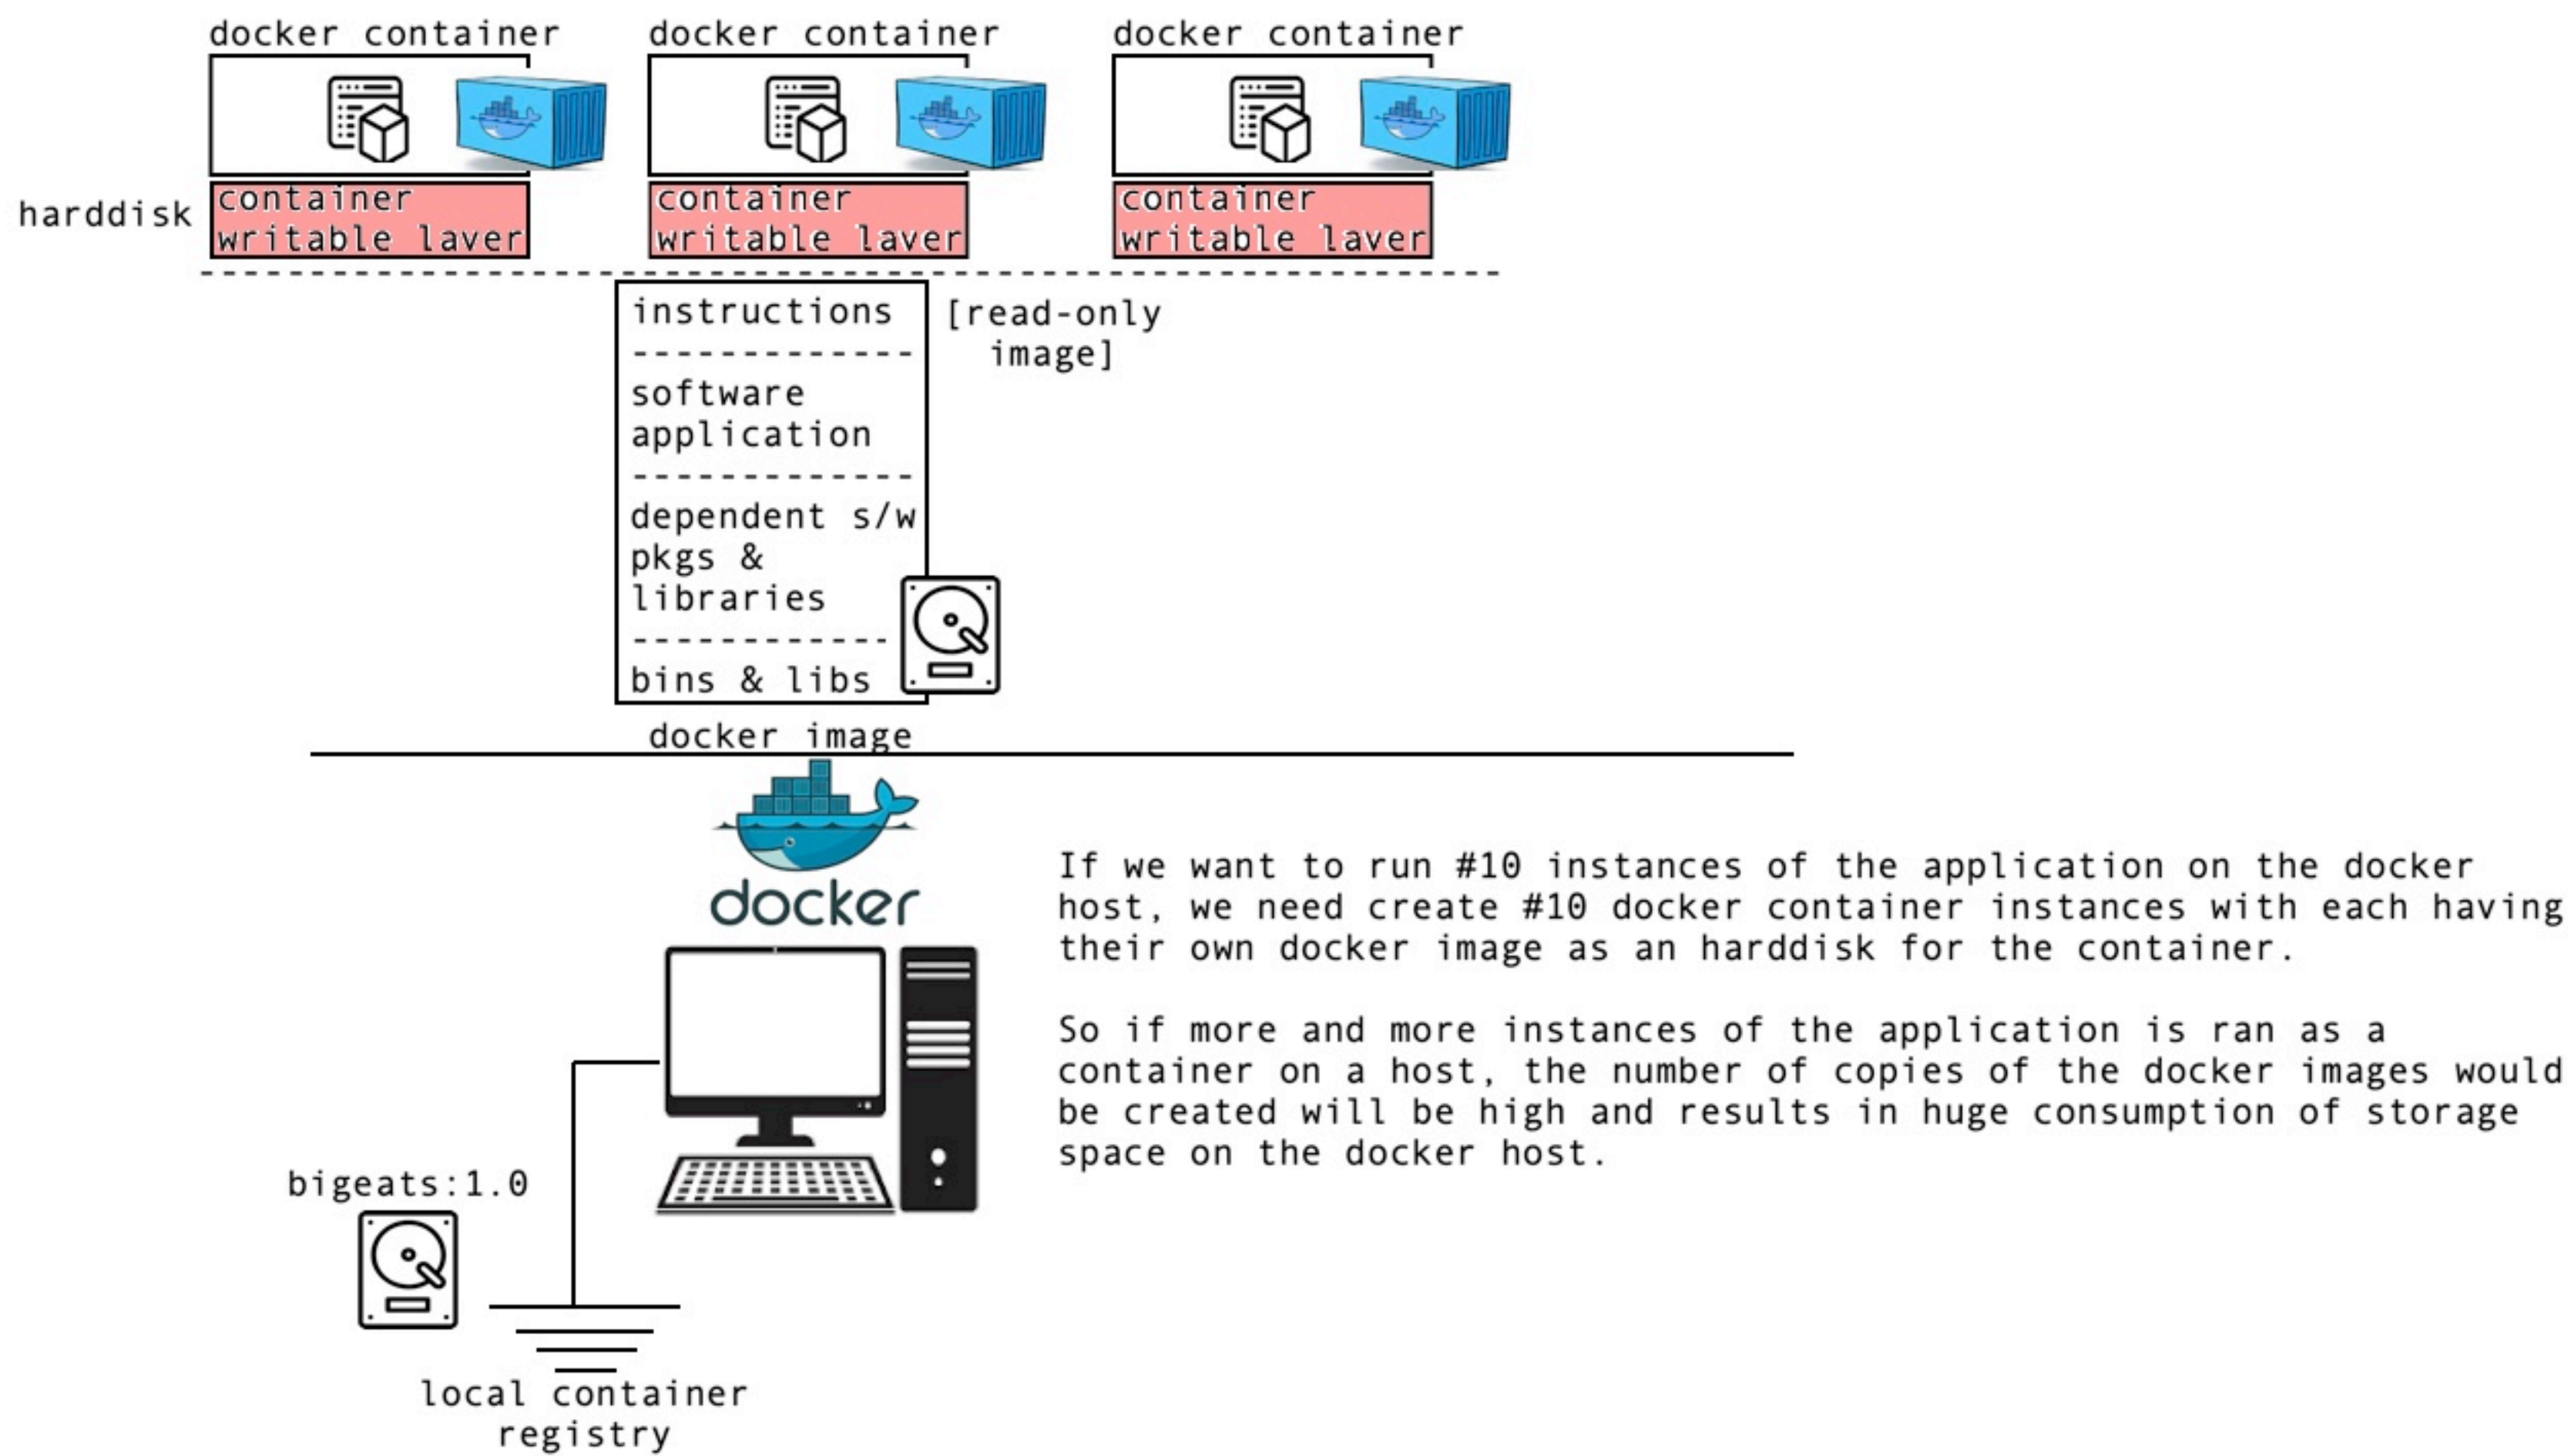 docker container
docker container
docker container
harddisk
container
writable laver
container
writable laver
container
writable laver
instructions
-------------
software
application
-------------
dependent s/w
pkgs &
libraries
------------
bins & libs
[read-only
image]
docker image
docker
If we want to run #10 instances of the application on the docker
host, we need create #10 docker container instances with each having
their own docker image as an harddisk for the container.
So if more and more instances of the application is ran as a
container on a host, the number of copies of the docker images would
be created will be high and results in huge consumption of storage
space on the docker host.
bigeats:1.0
local container
registry